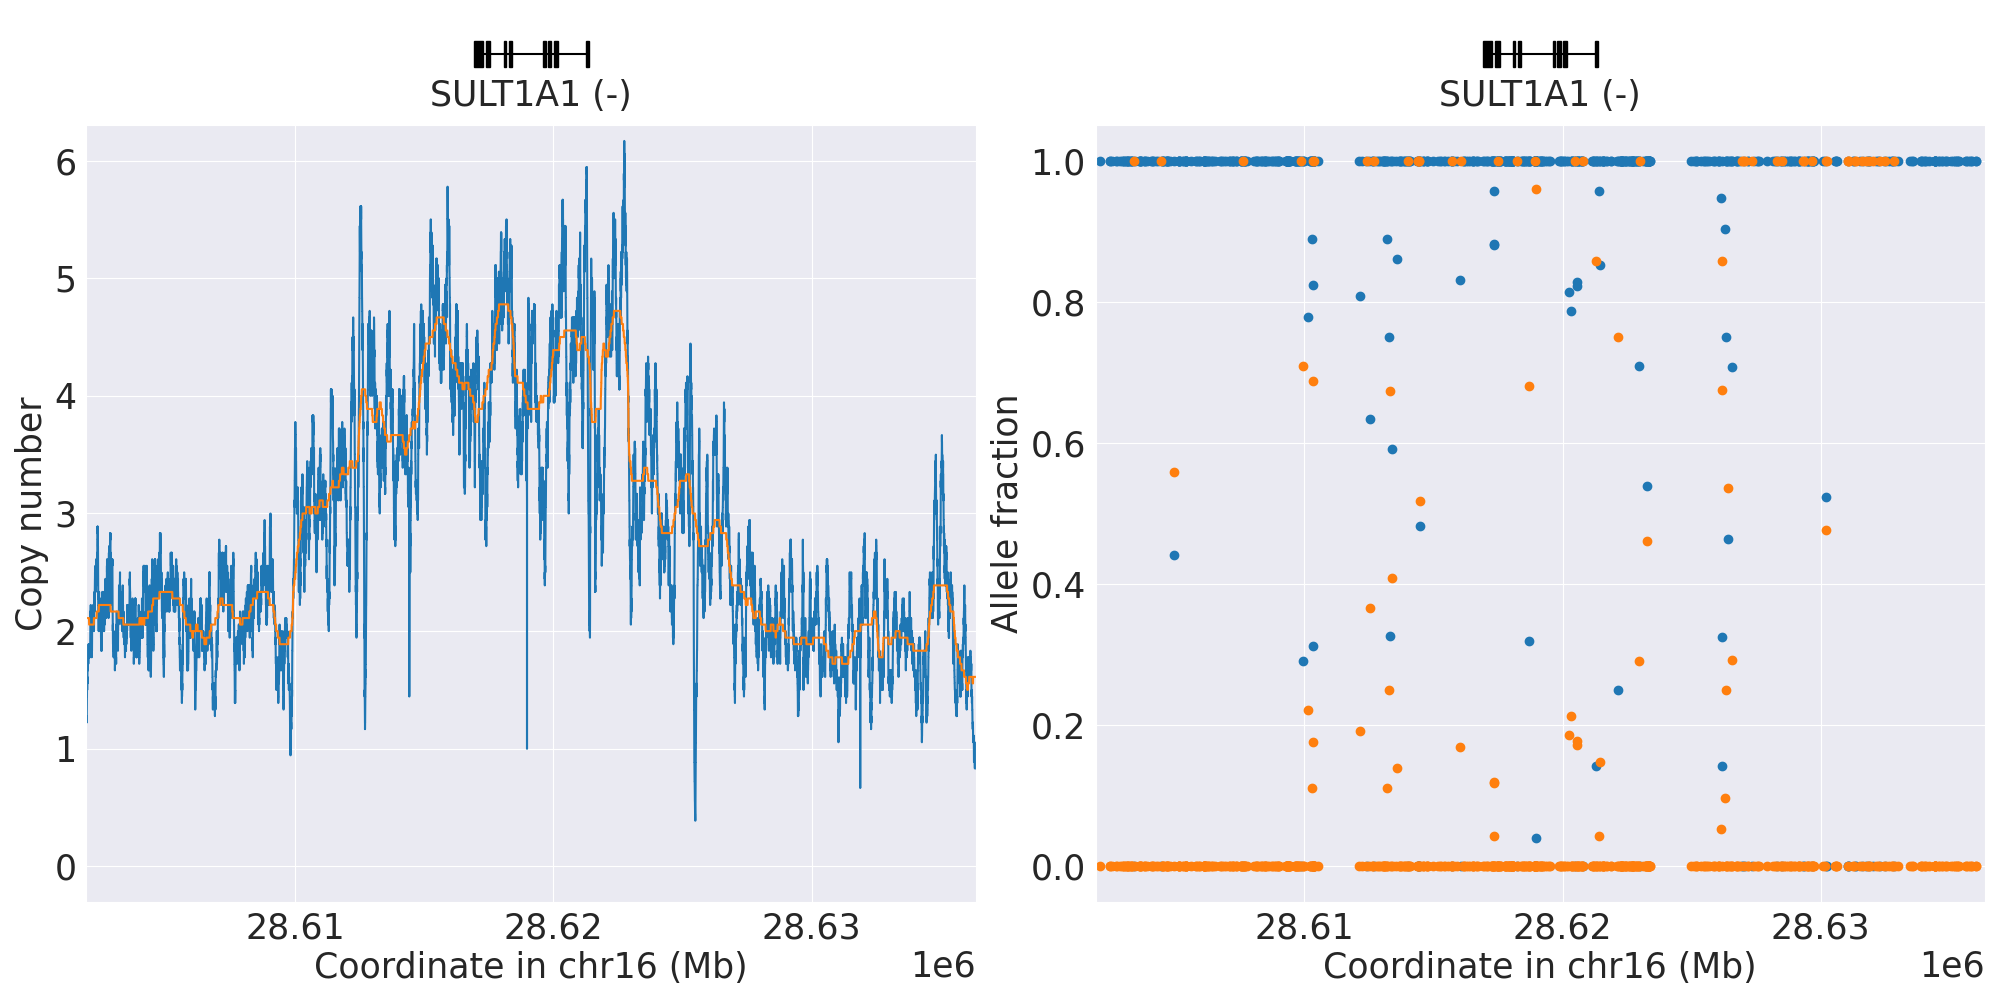 SULT1A1 (-)
Copy number
6
5
4
3
2
1
0
28.61
28.62
28.63
Coordinate in chr16 (Mb)
1e6
SULT1A1 (-)
Allele fraction
1.0
0.8
0.6
0.4
0.2
0.0
28.61
28.62
28.63
Coordinate in chr16 (Mb)
1e6